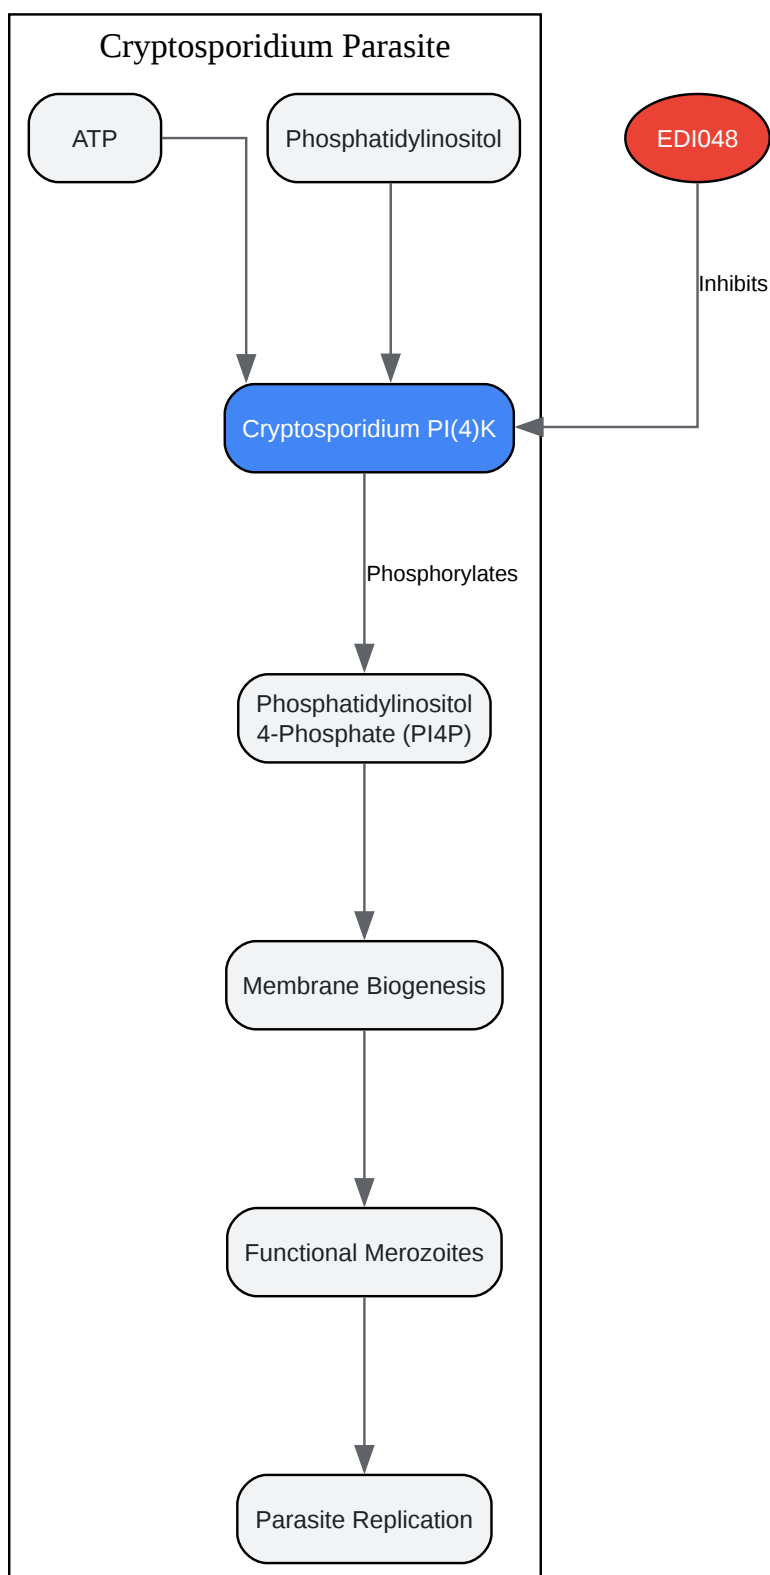 Cryptosporidium Parasite
ATP
Phosphatidylinositol
EDI048
Inhibits
Cryptosporidium PI(4)K
Phosphorylates
Phosphatidylinositol
4-Phosphate (PI4P)
Membrane Biogenesis
Functional Merozoites
Parasite Replication